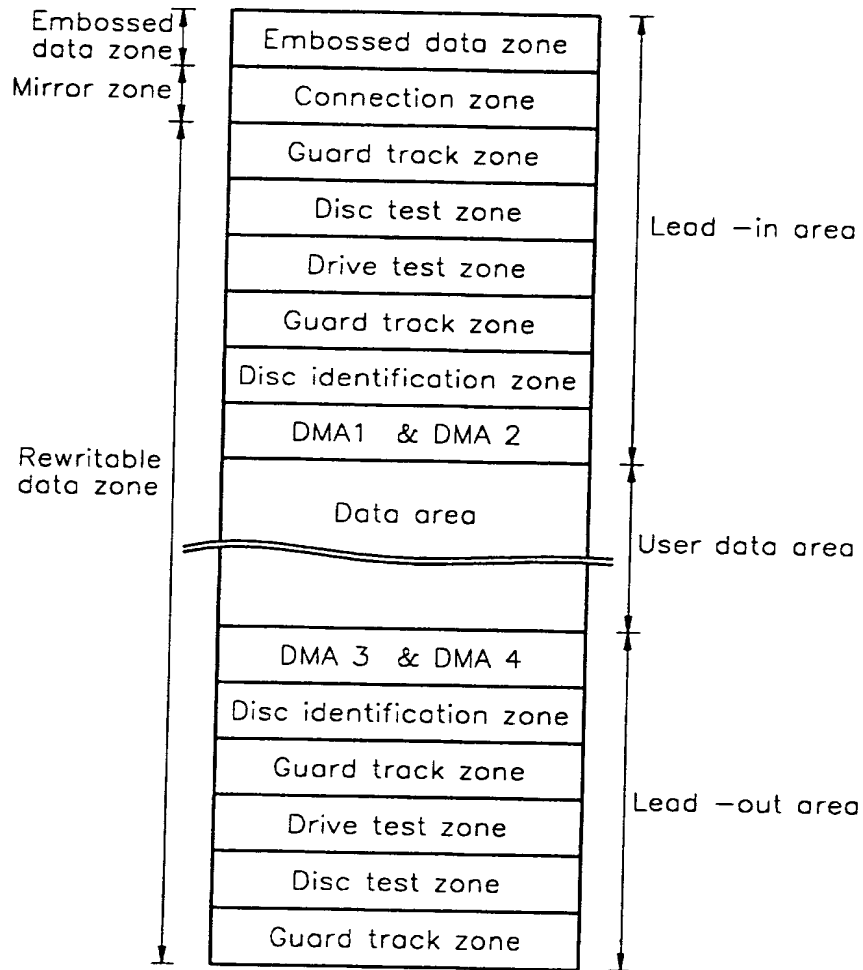 Embossed
data zone
Mirror zone
Rewritable
data zone
Embossed data zone
Connection zone
Guard track zone
Disc test zone
Drive test zone
Guard track zone
Disc identification zone
DMA1 & DMA 2
Data area
DMA 3 & DMA 4
Disc identification zone
Guard track zone
Drive test zone
Disc test zone
Guard track zone
Lead -in area
User data area
Lead -out area